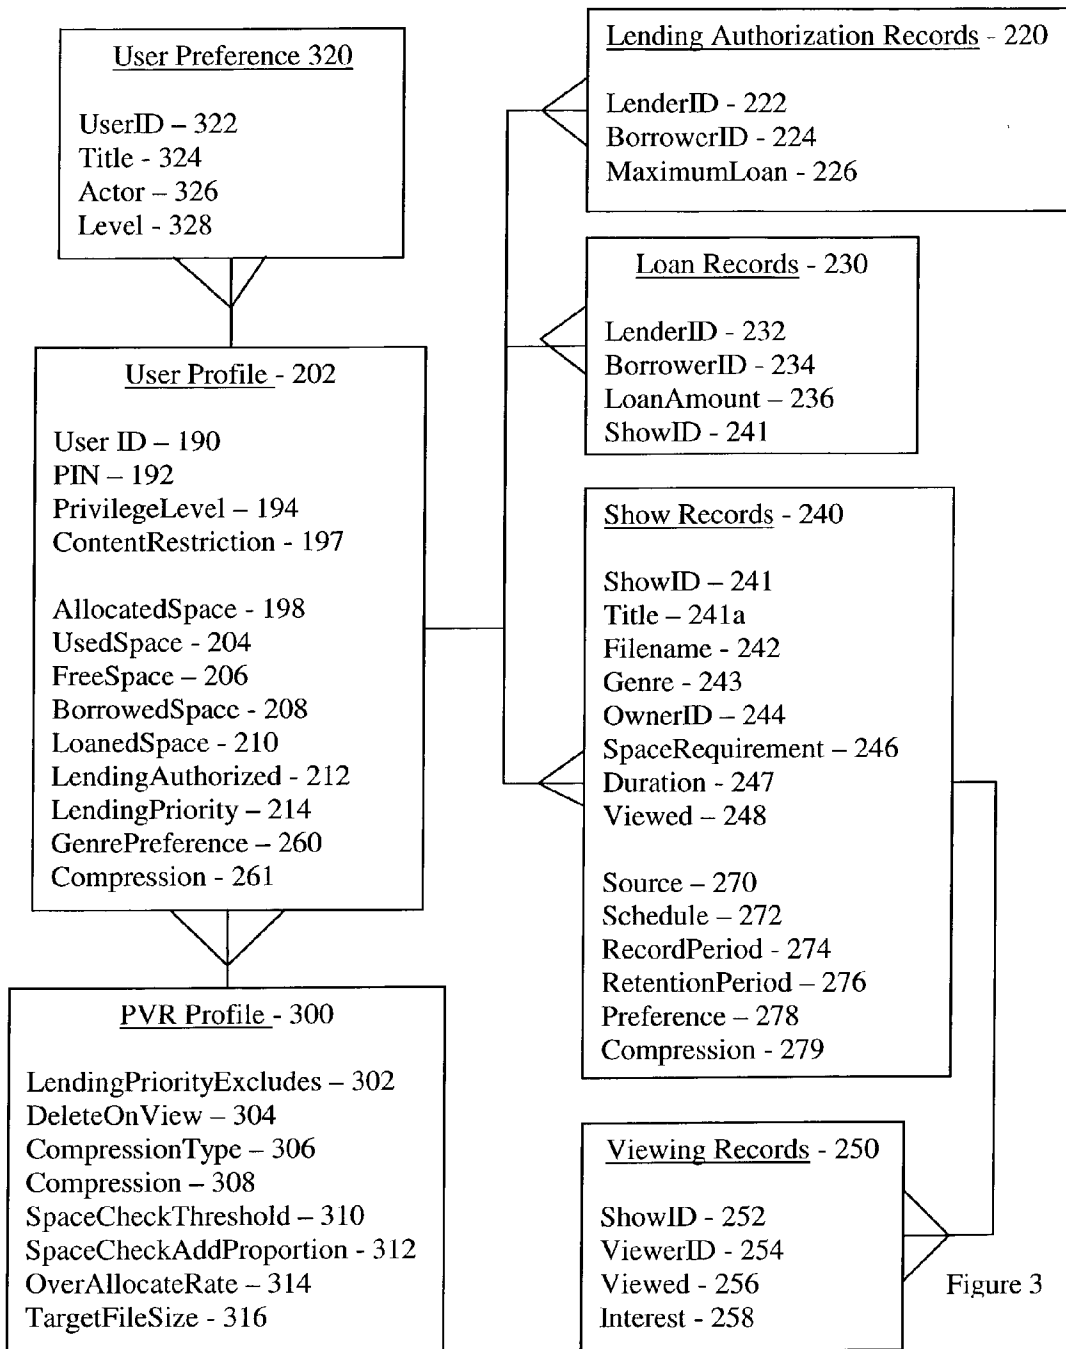 User Preference 320
UserID – 322
Title - 324
Actor – 326
Level - 328
User Profile - 202
User ID – 190
PIN – 192
PrivilegeLevel – 194
ContentRestriction - 197
AllocatedSpace - 198
UsedSpace - 204
FreeSpace - 206
BorrowedSpace - 208
LoanedSpace - 210
LendingAuthorized - 212
LendingPriority – 214
GenrePreference – 260
Compression - 261
PVR Profile - 300
LendingPriorityExcludes - 302
DeleteOnView – 304
CompressionType – 306
Compression – 308
SpaceCheckThreshold – 310
SpaceCheckAddProportion - 312
OverAllocateRate – 314
TargetFileSize - 316
Lending Authorization Records - 220
LenderID - 222
BorrowerID - 224
MaximumLoan - 226
Loan Records - 230
LenderID - 232
BorrowerID - 234
LoanAmount – 236
ShowID - 241
Show Records - 240
ShowID – 241
Title – 241a
Filename - 242
Genre - 243
OwnerID – 244
SpaceRequirement – 246
Duration - 247
Viewed – 248
Source – 270
Schedule – 272
RecordPeriod – 274
RetentionPeriod – 276
Preference – 278
Compression - 279
Viewing Records - 250
ShowID - 252
ViewerID – 254
Viewed – 256
Interest – 258
Figure 3